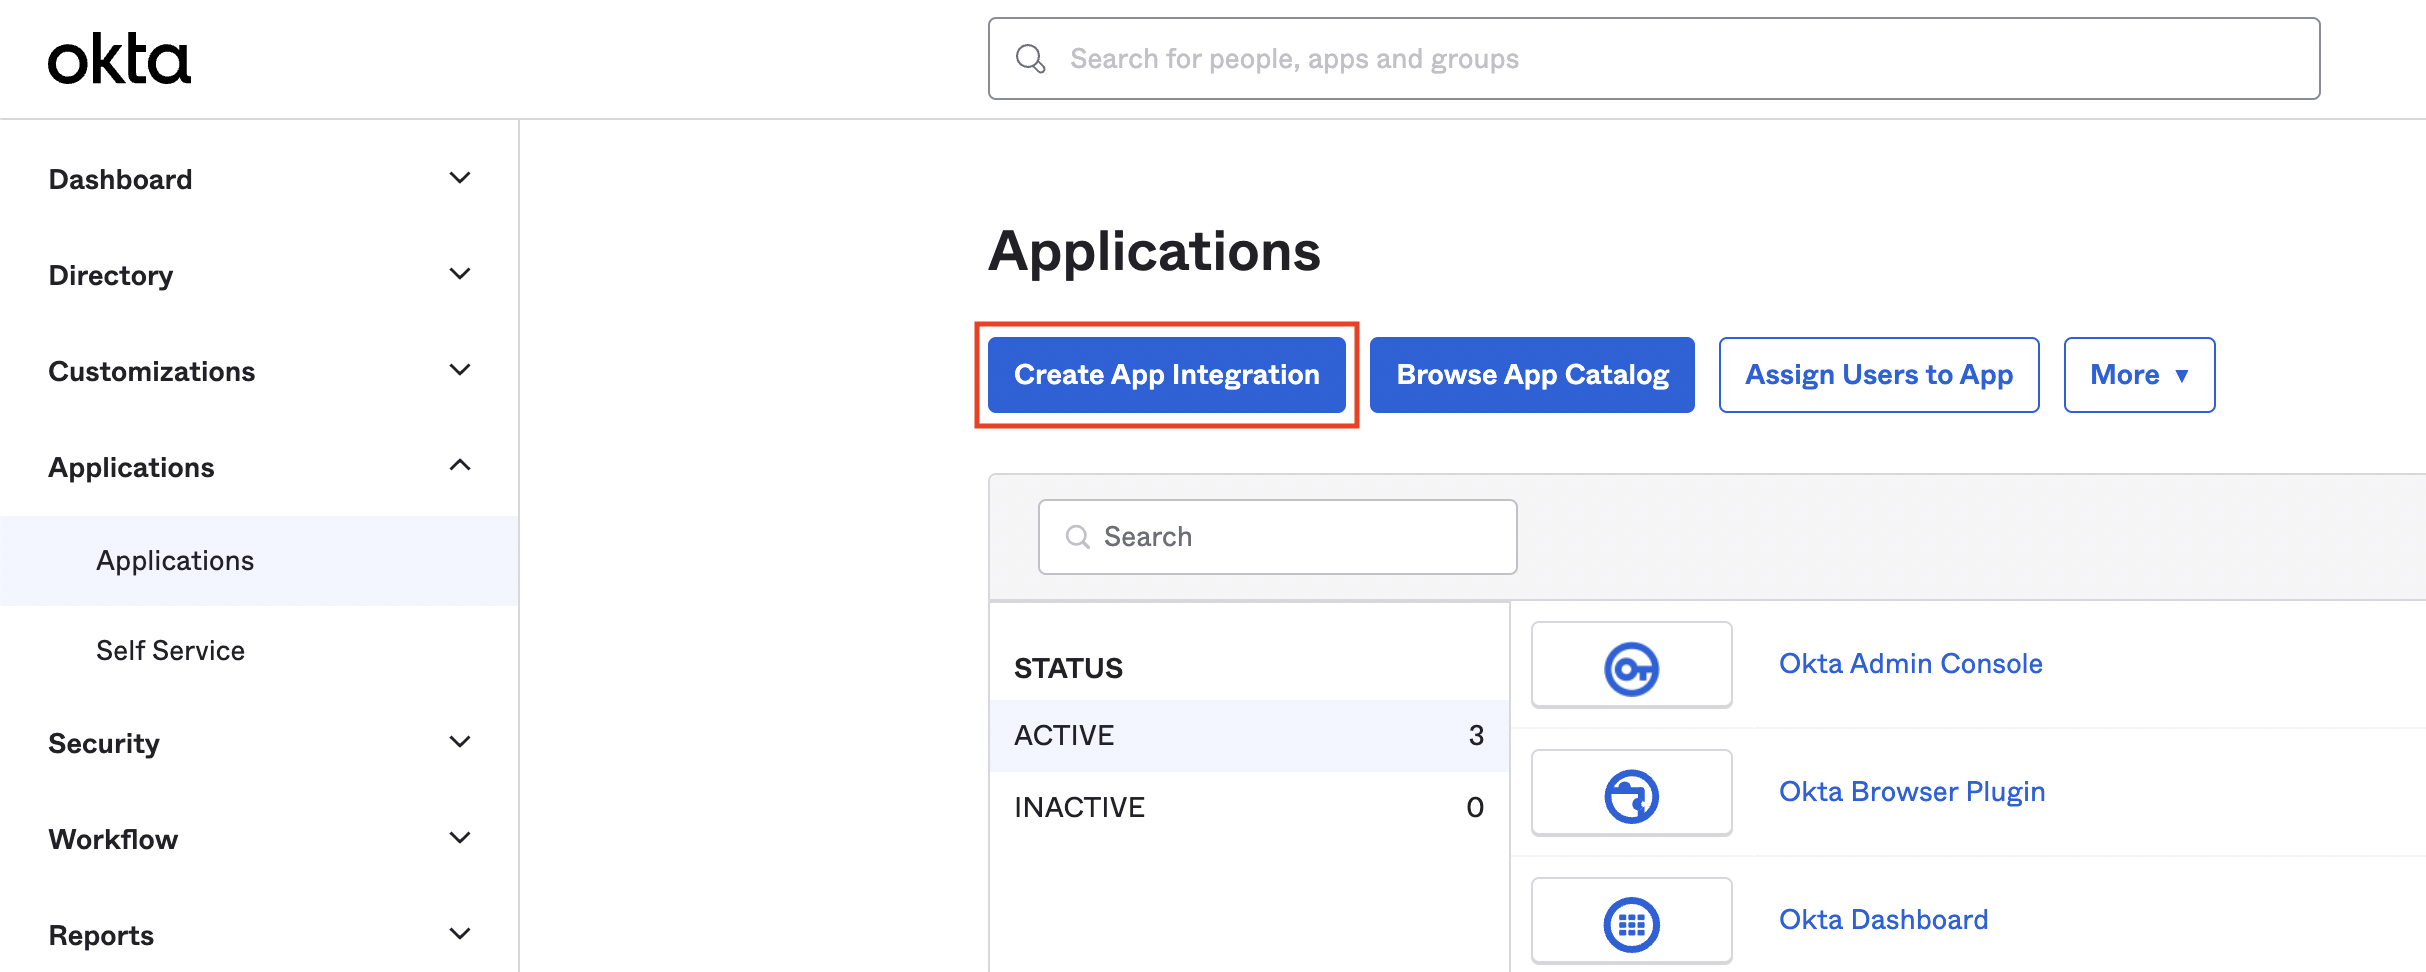 okta
Search for people, apps and groups
Dashboard
Directory
Customizations
Applications
Applications
Self Service
Security
Workflow
Reports
Applications
Create App Integration
Browse App Catalog
Assign Users to App
More ▼
Search
STATUS
ACTIVE 3
INACTIVE 0
Okta Admin Console
Okta Browser Plugin
Okta Dashboard